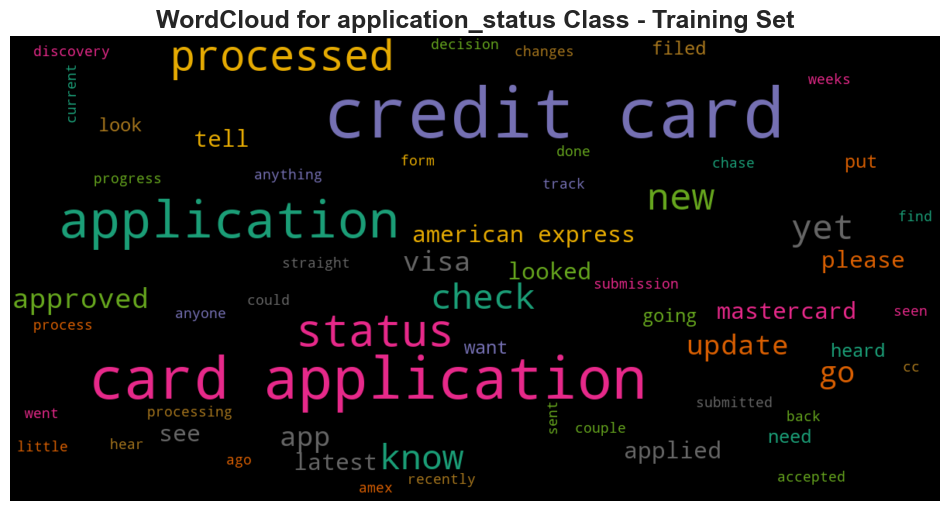 WordCloud for application_status Class - Training Set
discovery
processed
decision
changes
filed
current
weeks
credit card
look
tell
form
done
chase
put
progress
anything
track
application
new
yet
find
american express
straight
visa
looked
please
submission
approved
could
check
going
mastercard
seen
process
anyone
status
want
update
heard
card application
go
cc
went
processing
sent
couple
submitted
back
little
hear
see
app
know
applied
need
ago
latest
recently
accepted
amex